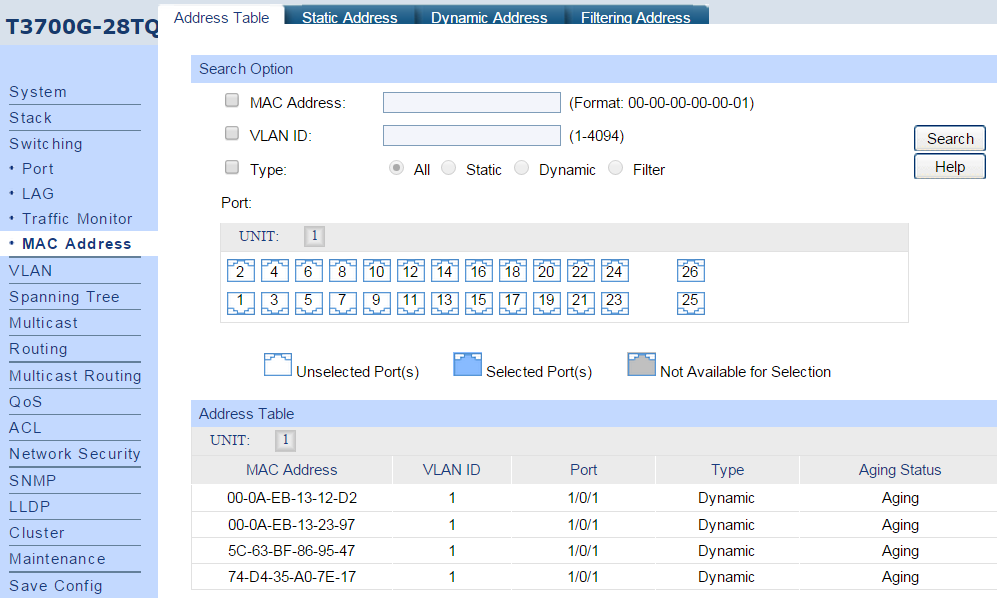 T3700G-28TQ
Address Table Static Address Dynamic Address Filtering Address
System
Stack
Switching
• Port
• LAG
• Traffic Monitor
• MAC Address
VLAN
Spanning Tree
Multicast
Routing
Multicast Routing
QoS
ACL
Network Security
SNMP
LLDP
Cluster
Maintenance
Save Config
Search Option
MAC Address: (Format: 00-00-00-00-00-01)
VLAN ID: (1-4094)
Type: All Static Dynamic Filter
Search
Help
Port:
UNIT: 1
2 4 6 8 10 12 14 16 18 20 22 24 26
1 3 5 7 9 11 13 15 17 19 21 23 25
Unselected Port(s) Selected Port(s) Not Available for Selection
Address Table
UNIT: 1
MAC Address VLAN ID Port Type Aging Status
00-0A-EB-13-12-D2 1 1/0/1 Dynamic Aging
00-0A-EB-13-23-97 1 1/0/1 Dynamic Aging
5C-63-BF-86-95-47 1 1/0/1 Dynamic Aging
74-D4-35-A0-7E-17 1 1/0/1 Dynamic Aging